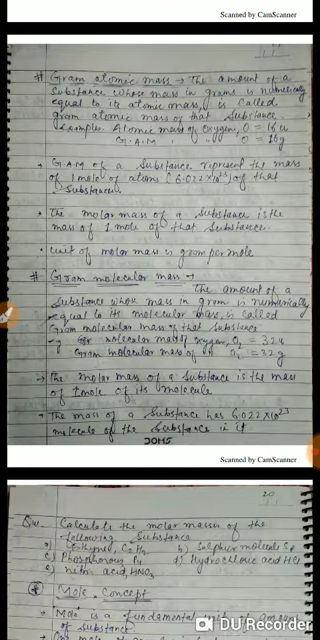 Scanned by CamScanner
# Gram atomic mass → The amount of a
Substance whose mass in grams is numerically
equal to its atomic mass, is called
gram atomic mass of that substance.
Example. Atomic mass of oxygen, O = 16 u
G.A.M O = 16g
• G.A.M of a Substance represent the mass
of 1 mole of atoms (6.022 × 10²³) of that
Substance.
• The molar mass of a Substance is the
mass of 1 mole of that Substance.
• Unit of molar mass is gram per mole
# Gram molecular mass →
The amount of a
Substance whose mass in gram is numerically
equal to its molecular mass, is called
Gram molecular mass of that substance
molecular mass of oxygen, O₂ = 32u
Gram molecular mass of O₂ = 32g
→ The molar mass of a Substance is the mass
of 1 mole of its molecule
→ The mass of a Substance has 6.022×10²³
molecule of the Substance in it
Scanned by CamScanner
20
Que. Calculate the molar masses of the
following Substance
a) Ethyne, C₂H₂ b) Sulphur molecule S₈
c) Phosphorous P₄ d) Hydrochloric acid HCl
e) acid, HNO₃
Mole Concept
Mole is a fundamental unit of
of substance.
DU Recorder